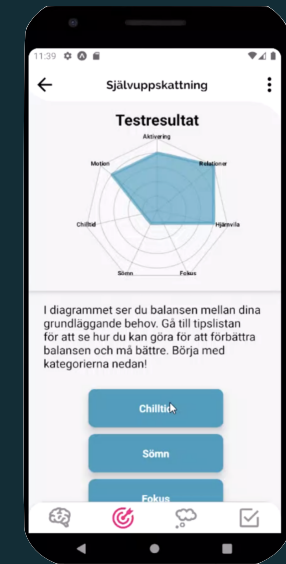 11:39
Självuppskattning
Testresultat
Aktivering
Motion
Relationer
Chilltid
Hjärnvila
Sömn
Fokus
I diagrammet ser du balansen mellan dina
grundläggande behov. Gå till tipslistan
för att se hur du kan göra för att förbättra
balansen och må bättre. Börja med
kategorierna nedan!
Chilltid
Sömn
Fokus